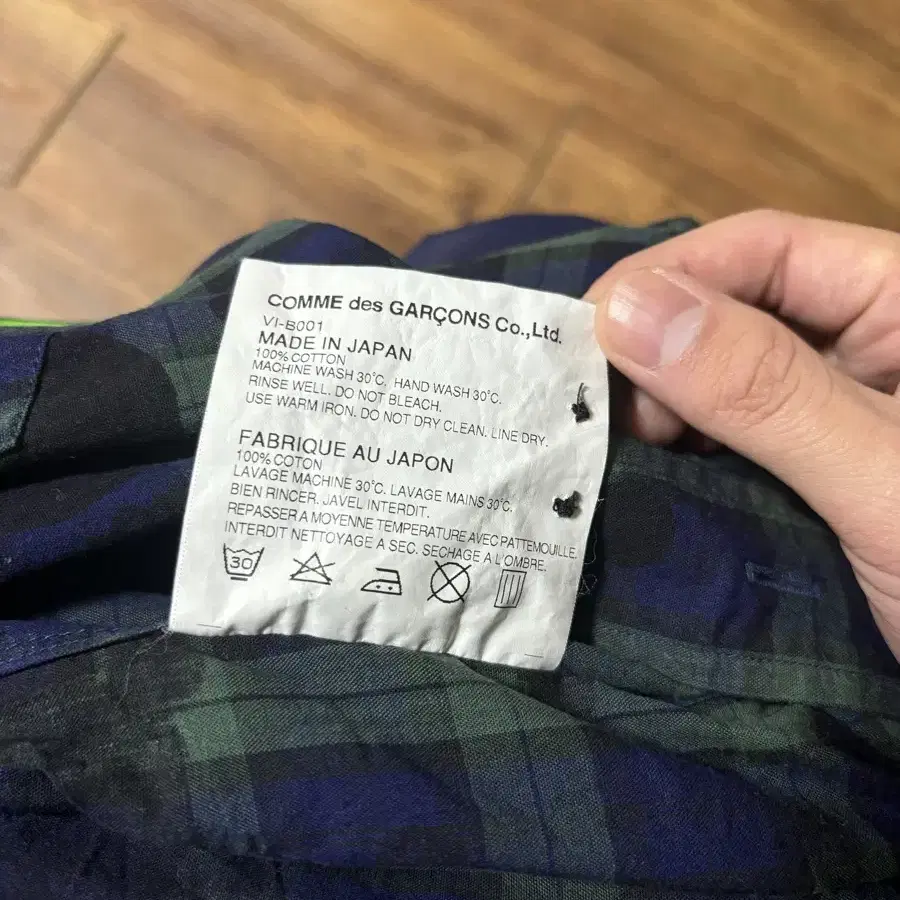 COMME des GARÇONS Co.,Ltd.
VI-B001
MADE IN JAPAN
100% COTTON
MACHINE WASH 30°C. HAND WASH 30°C.
RINSE WELL. DO NOT BLEACH.
USE WARM IRON. DO NOT DRY CLEAN. LINE DRY.
FABRIQUE AU JAPON
100% COTON
LAVAGE MACHINE 30°C. LAVAGE MAINS 30°C.
BIEN RINCER. JAVEL INTERDIT.
REPASSER A MOYENNE TEMPERATURE AVEC PATTEMOUILLE.
INTERDIT NETTOYAGE A SEC. SECHAGE A L'OMBRE.
30